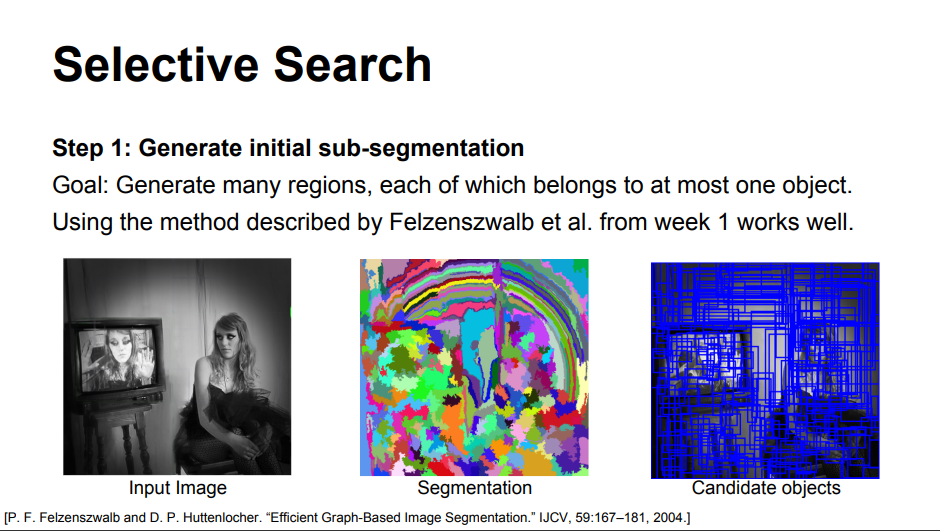 Selective Search
Step 1: Generate initial sub-segmentation
Goal: Generate many regions, each of which belongs to at most one object.
Using the method described by Felzenszwalb et al. from week 1 works well.
Input Image
Segmentation
Candidate objects
[P. F. Felzenszwalb and D. P. Huttenlocher. “Efficient Graph-Based Image Segmentation.” IJCV, 59:167–181, 2004.]